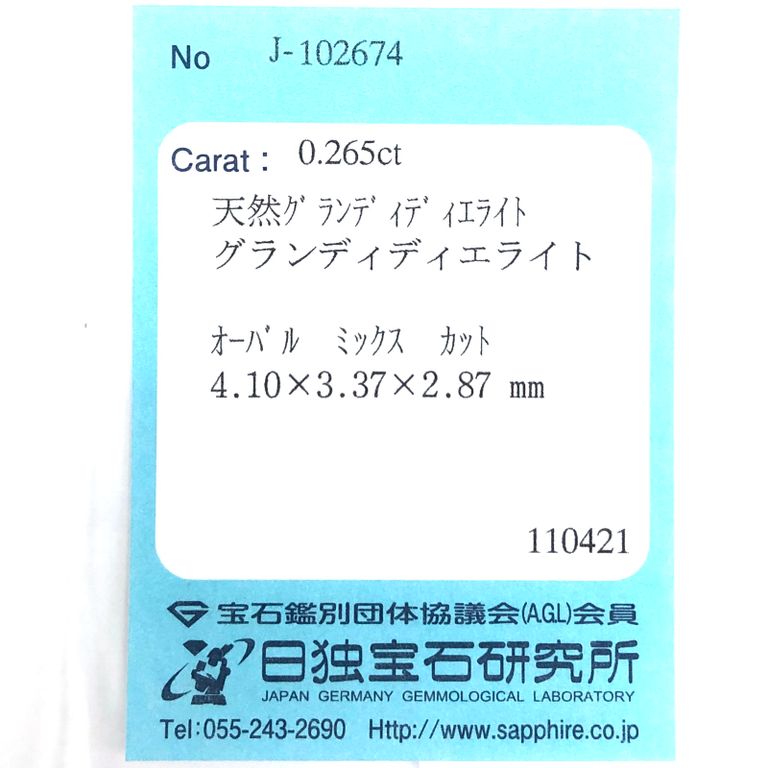 No J-102674
Carat : 0.265ct
天然ｸﾞﾗﾝﾃﾞｨﾃﾞｨｴﾗｲﾄ
グランディディエライト
ｵｰﾊﾞﾙ ﾐｯｸｽ ｶｯﾄ
4.10×3.37×2.87 mm
110421
宝石鑑別団体協議会(AGL)会員
日独宝石研究所
JAPAN GERMANY GEMMOLOGICAL LABORATORY
Tel:055-243-2690 Http://www.sapphire.co.jp